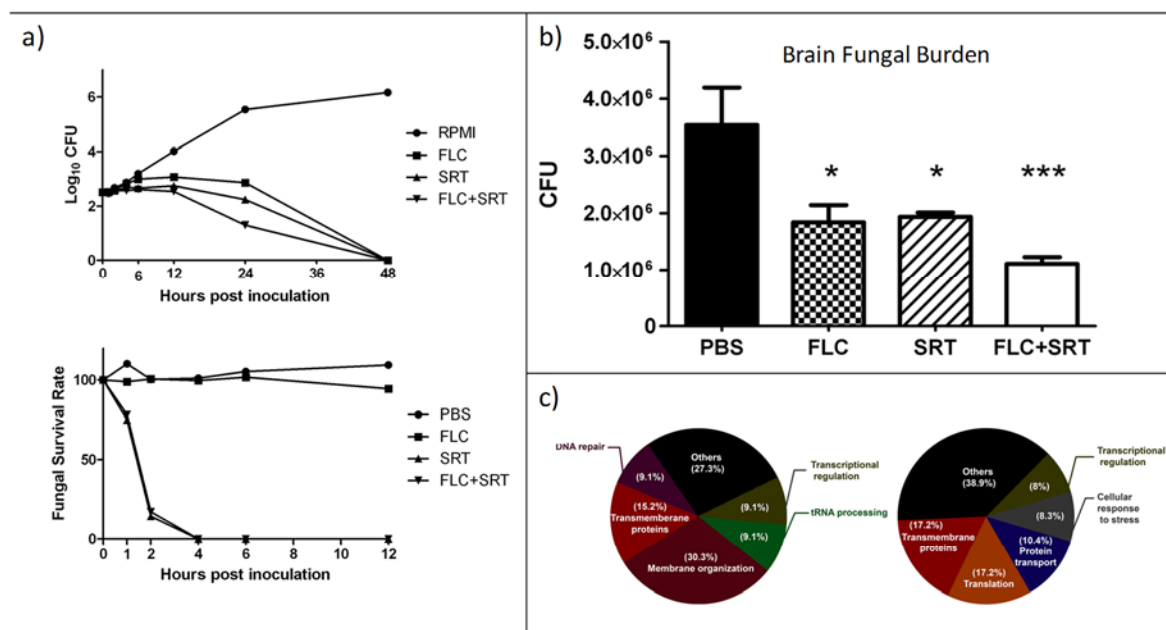 a)
Log10 CFU
6
4
2
0
0 6 12 24 36 48
Hours post inoculation
RPMI
FLC
SRT
FLC+SRT
Fungal Survival Rate
100
50
0
0 1 2 4 6 8 10 12
Hours post inoculation
PBS
FLC
SRT
FLC+SRT
b)
Brain Fungal Burden
CFU
5.0×10⁶
4.0×10⁶
3.0×10⁶
2.0×10⁶
1.0×10⁶
0
* * ***
PBS FLC SRT FLC+SRT
c)
DNA repair
(9.1%)
Others
(27.3%)
Transcriptional
regulation
(9.1%)
tRNA processing
(9.1%)
(15.2%)
Transmemberane
proteins
(30.3%)
Membrane organization
Others
(38.9%)
Transcriptional
regulation
(8%)
Cellular
response
to stress
(8.3%)
(10.4%)
Protein
transport
(17.2%)
Transmembrane
proteins
(17.2%)
Translation